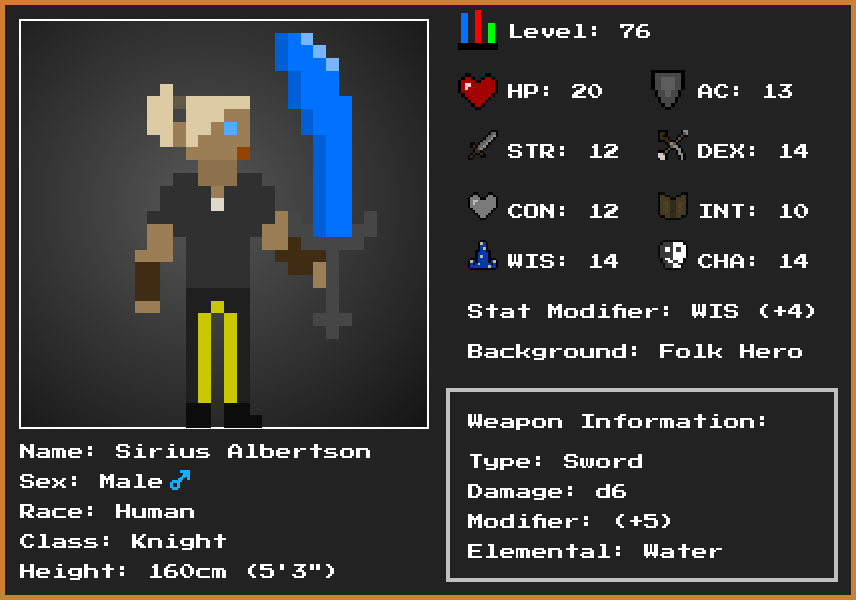 Level: 76
HP: 20
AC: 13
STR: 12
DEX: 14
CON: 12
INT: 10
WIS: 14
CHA: 14
Stat Modifier: WIS (+4)
Background: Folk Hero
Weapon Information:
Type: Sword
Damage: d6
Modifier: (+5)
Elemental: Water
Name: Sirius Albertson
Sex: Male♂
Race: Human
Class: Knight
Height: 160cm (5'3")